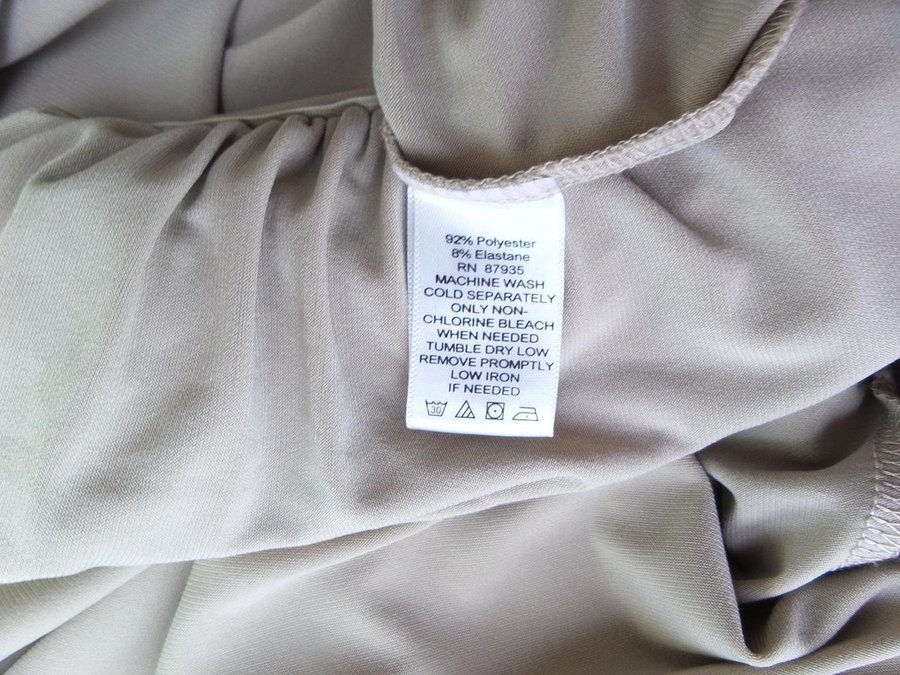 92% Polyester
8% Elastane
RN 87935
MACHINE WASH
COLD SEPARATELY
ONLY NON-
CHLORINE BLEACH
WHEN NEEDED
TUMBLE DRY LOW
REMOVE PROMPTLY
LOW IRON
IF NEEDED
30